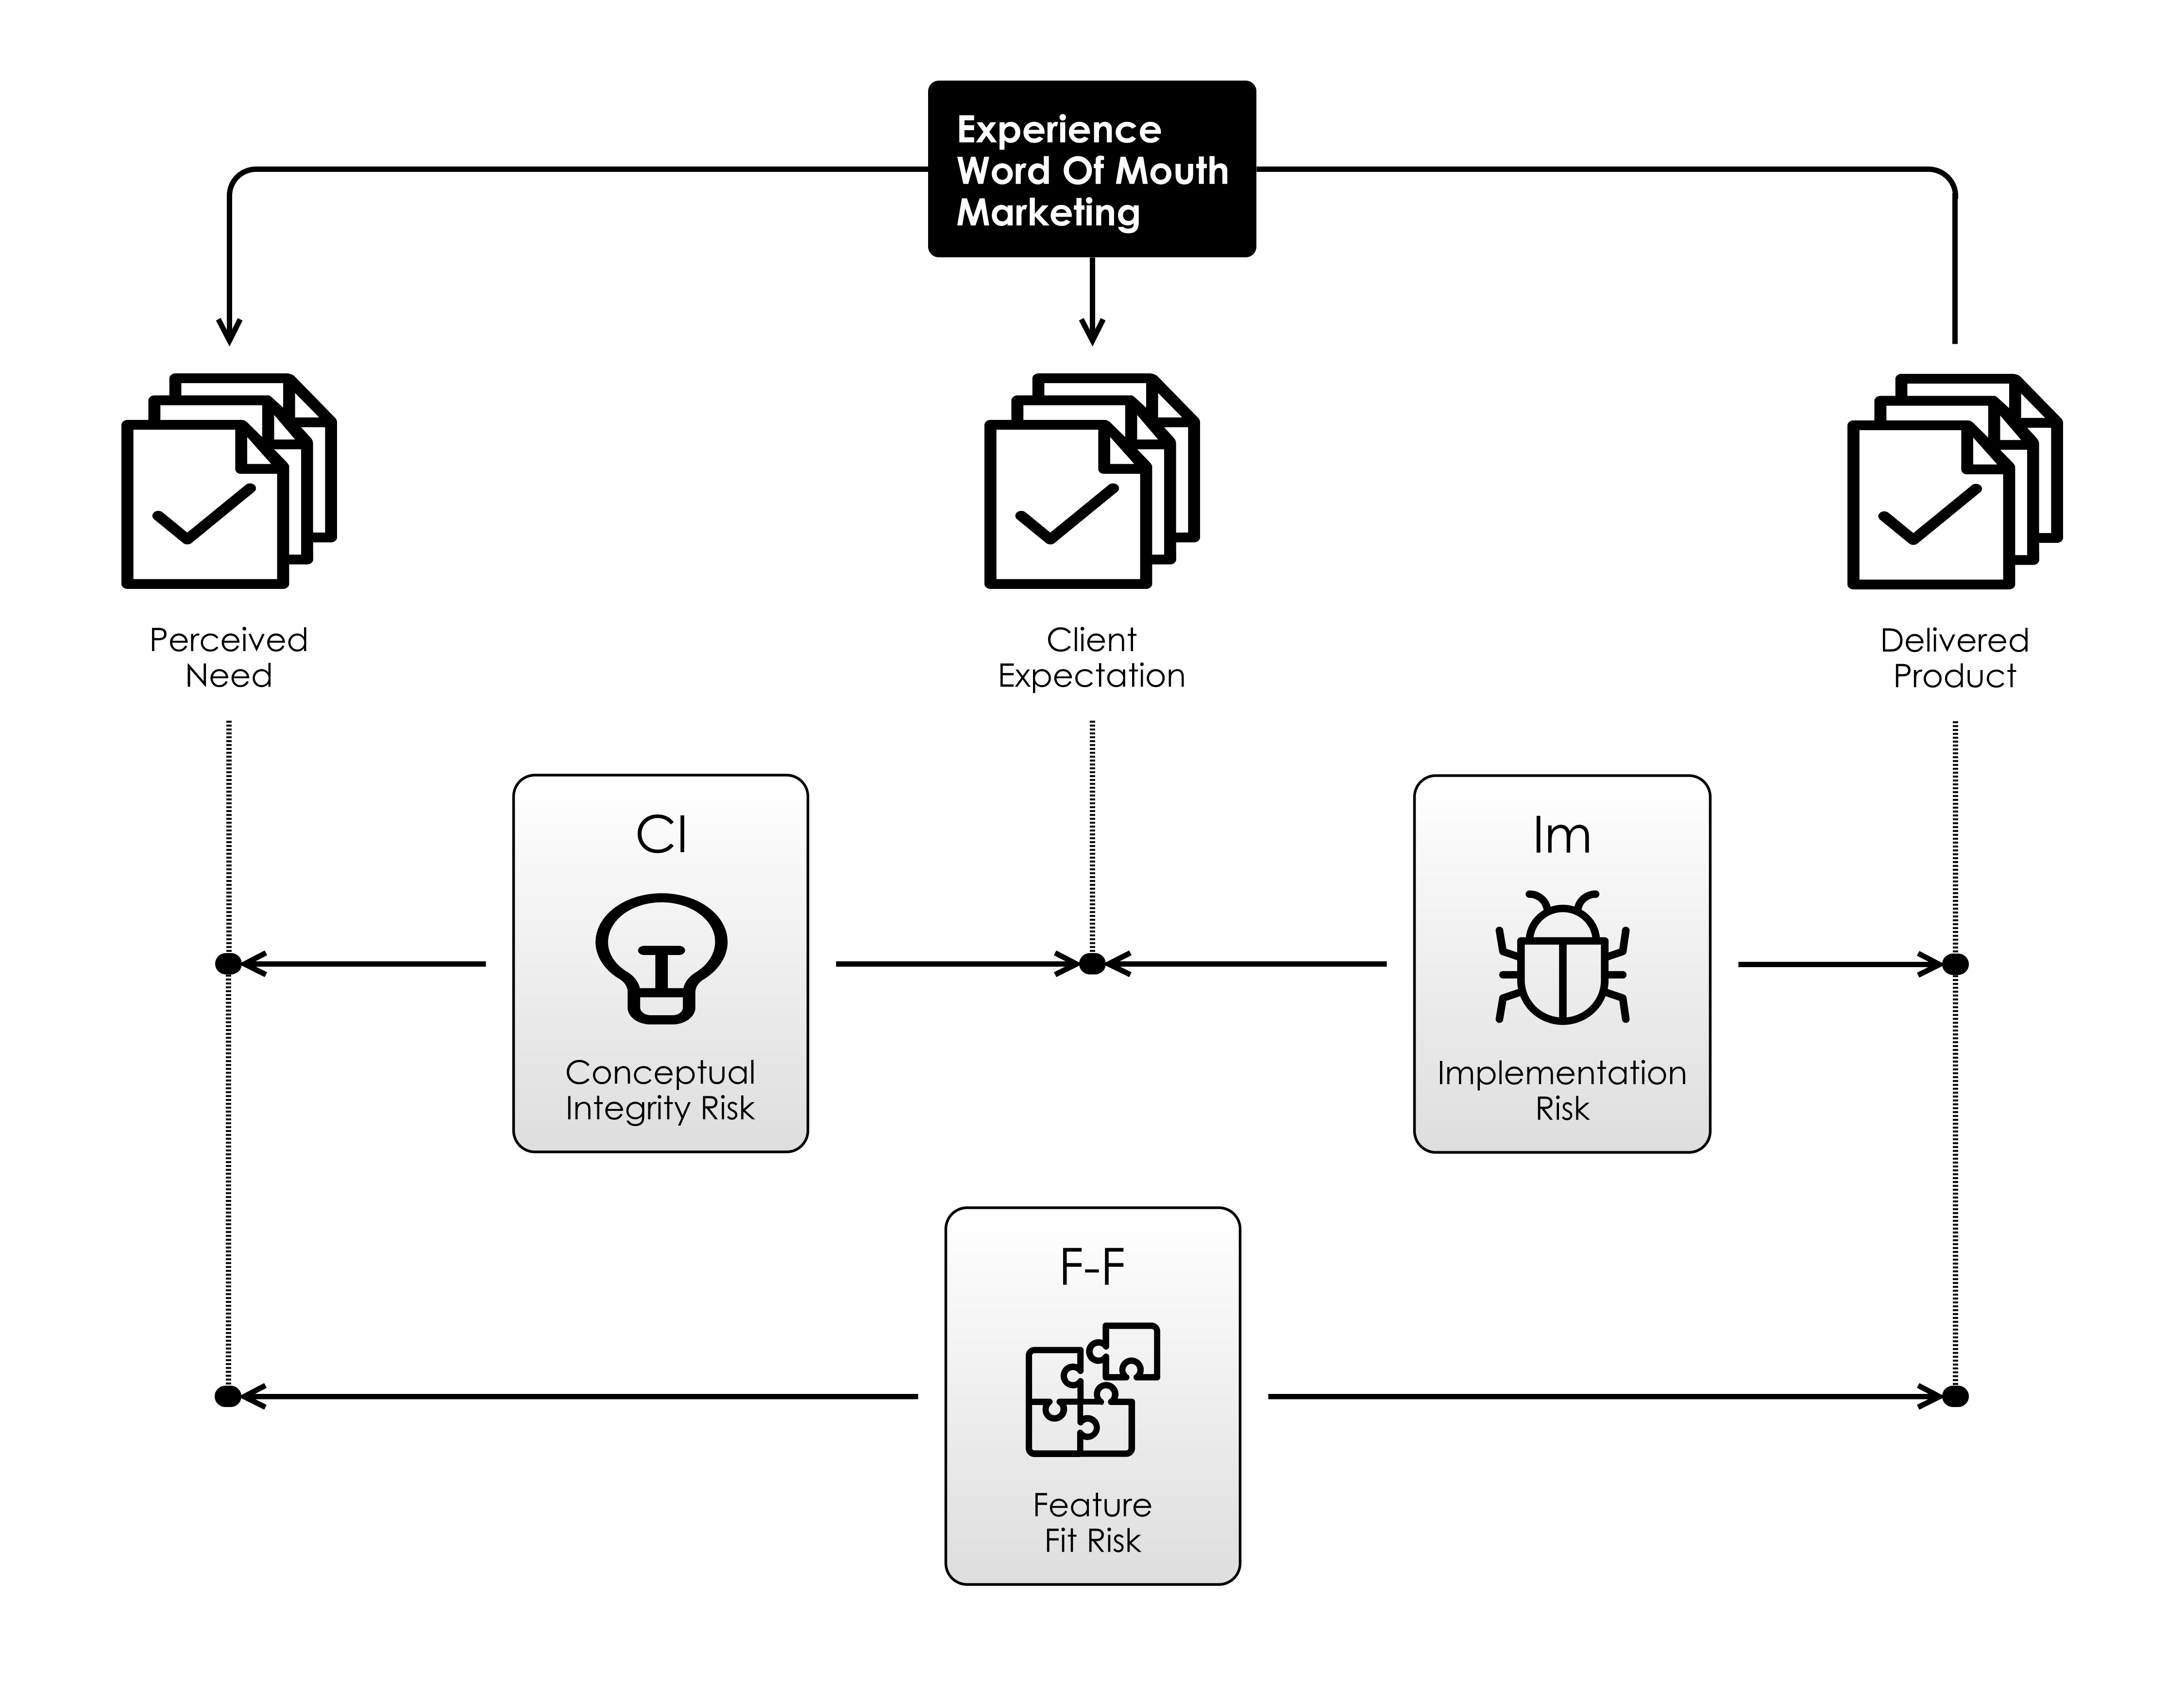 Experience
Word Of Mouth
Marketing
Perceived
Need
Client
Expectation
Delivered
Product
CI
Conceptual
Integrity Risk
Im
Implementation
Risk
F-F
Feature
Fit Risk